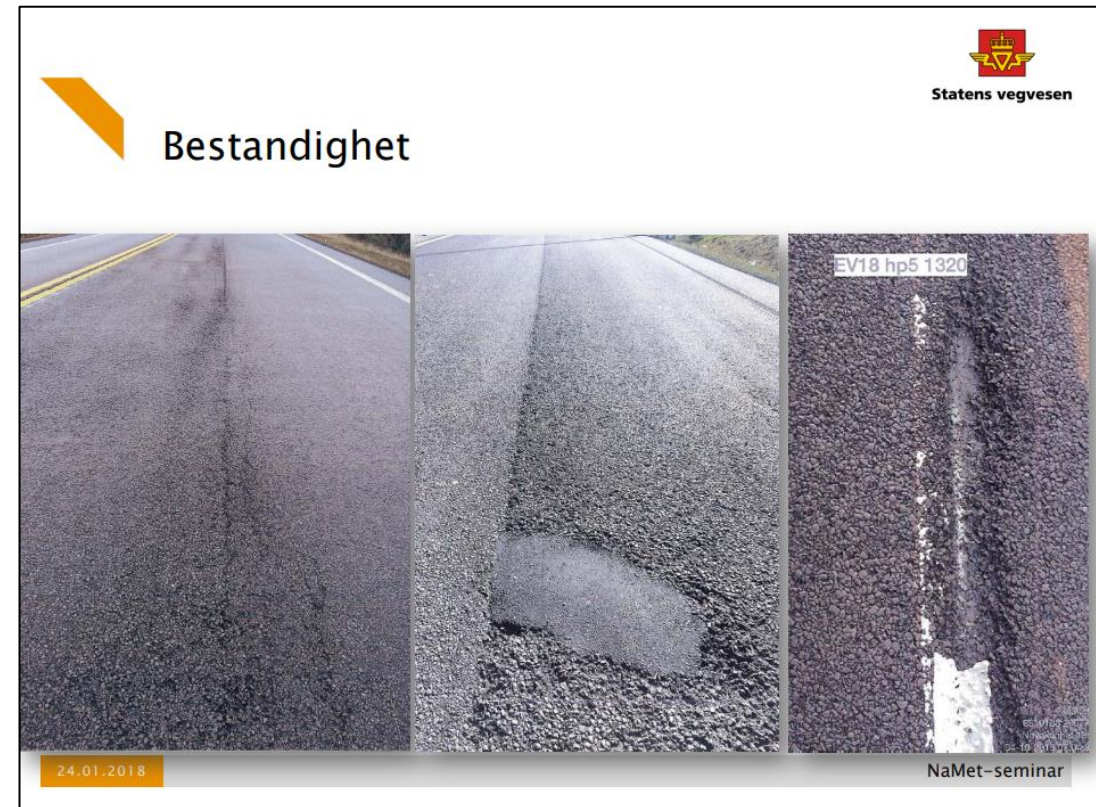 Statens vegvesen
Bestandighet
EV18 hp5 1320
24.01.2018
NaMet-seminar